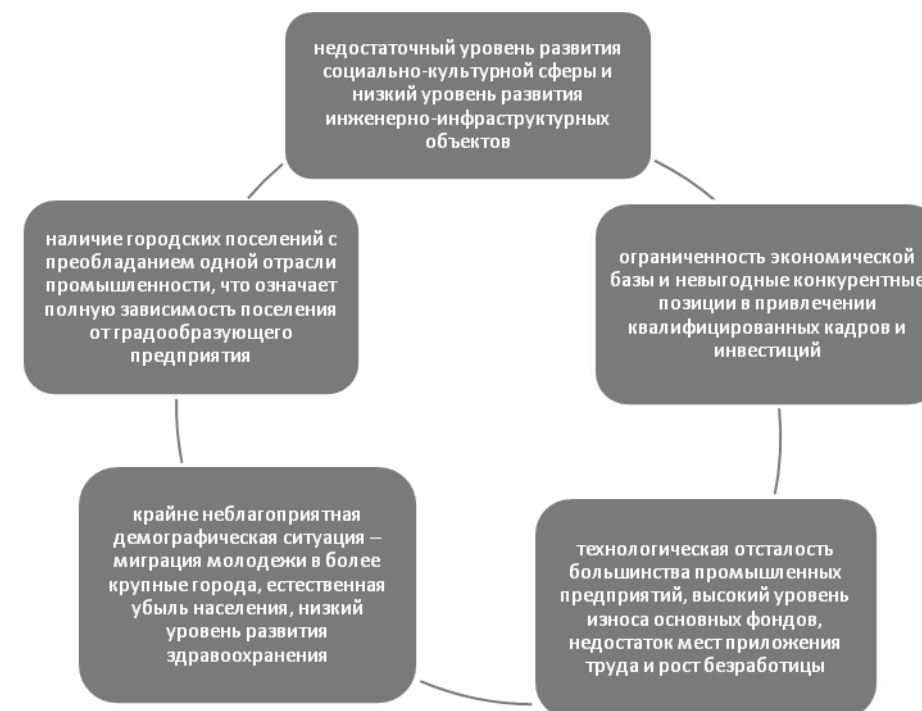 недостаточный уровень развития
социально-культурной сферы и
низкий уровень развития
инженерно-инфраструктурных
объектов
ограниченность экономической
базы и невыгодные конкурентные
позиции в привлечении
квалифицированных кадров и
инвестиций
технологическая отсталость
большинства промышленных
предприятий, высокий уровень
износа основных фондов,
недостаток мест приложения
труда и рост безработицы
крайне неблагоприятная
демографическая ситуация –
миграция молодежи в более
крупные города, естественная
убыль населения, низкий
уровень развития
здравоохранения
наличие городских поселений с
преобладанием одной отрасли
промышленности, что означает
полную зависимость поселения
от градообразующего
предприятия